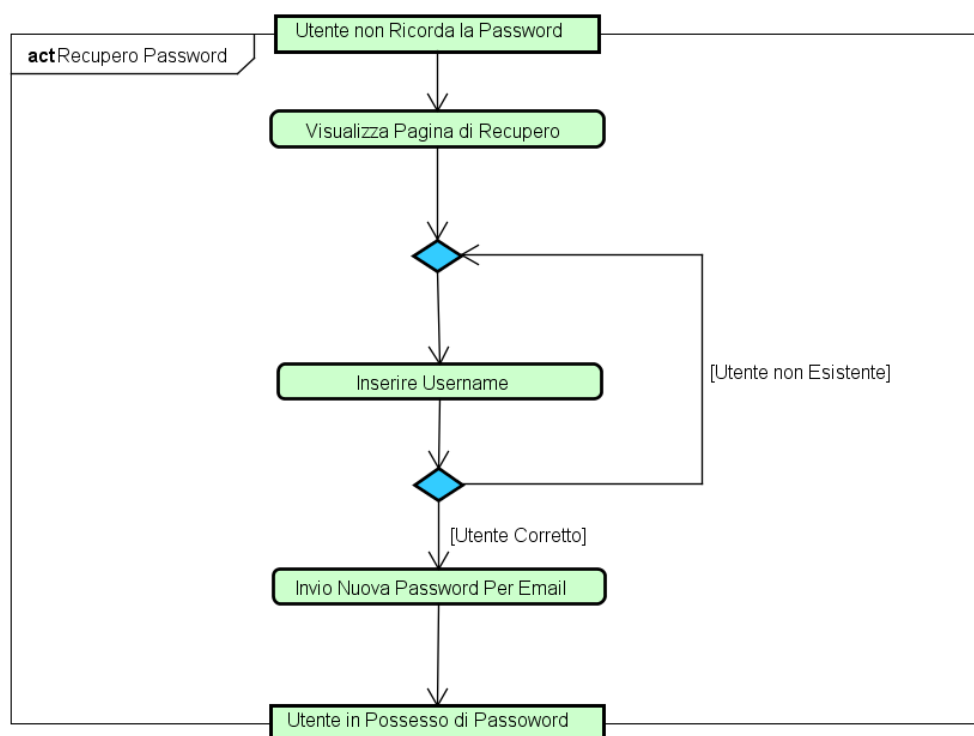 Utente non Ricorda la Password
act Recupero Password
Visualizza Pagina di Recupero
Inserire Username
[Utente non Esistente]
[Utente Corretto]
Invio Nuova Password Per Email
Utente in Possesso di Passoword